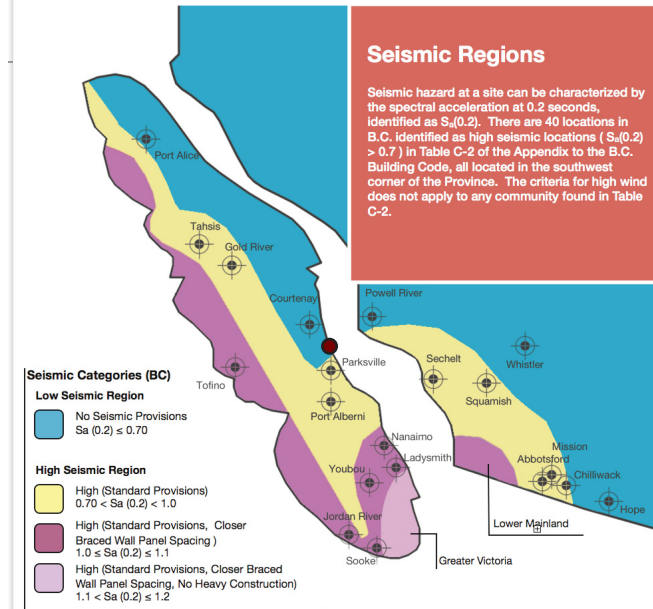 Seismic Regions
Seismic hazard at a site can be characterized by
the spectral acceleration at 0.2 seconds,
identified as Sa(0.2). There are 40 locations in
B.C. identified as high seismic locations ( Sa(0.2)
> 0.7 ) in Table C-2 of the Appendix to the B.C.
Building Code, all located in the southwest
corner of the Province. The criteria for high wind
does not apply to any community found in Table
C-2.
Port Alice
Tahsis
Gold River
Courtenay
Parksville
Tofino
Port Alberni
Nanaimo
Ladysmith
Youbou
Jordan River
Sooke
Greater Victoria
Powell River
Whistler
Sechelt
Squamish
Mission
Abbotsford
Chilliwack
Hope
Lower Mainland
Seismic Categories (BC)
Low Seismic Region
No Seismic Provisions
Sa (0.2) ≤ 0.70
High Seismic Region
High (Standard Provisions)
0.70 < Sa (0.2) < 1.0
High (Standard Provisions, Closer
Braced Wall Panel Spacing )
1.0 ≤ Sa (0.2) ≤ 1.1
High (Standard Provisions, Closer Braced
Wall Panel Spacing, No Heavy Construction)
1.1 < Sa (0.2) ≤ 1.2